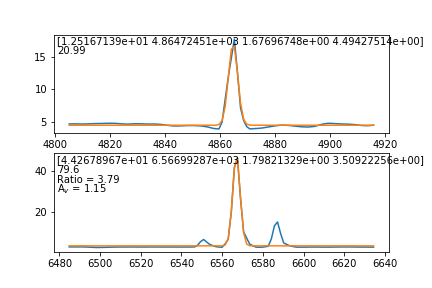 [1.25167139e+01 4.86472451e+03 1.67696748e+00 4.49427514e+00]
20.99
15
10
5
4800 4820 4840 4860 4880 4900 4920
[4.42678967e+01 6.56699287e+03 1.79821329e+00 3.50922256e+00]
79.6
Ratio = 3.79
Av = 1.15
40
20
6480 6500 6520 6540 6560 6580 6600 6620 6640